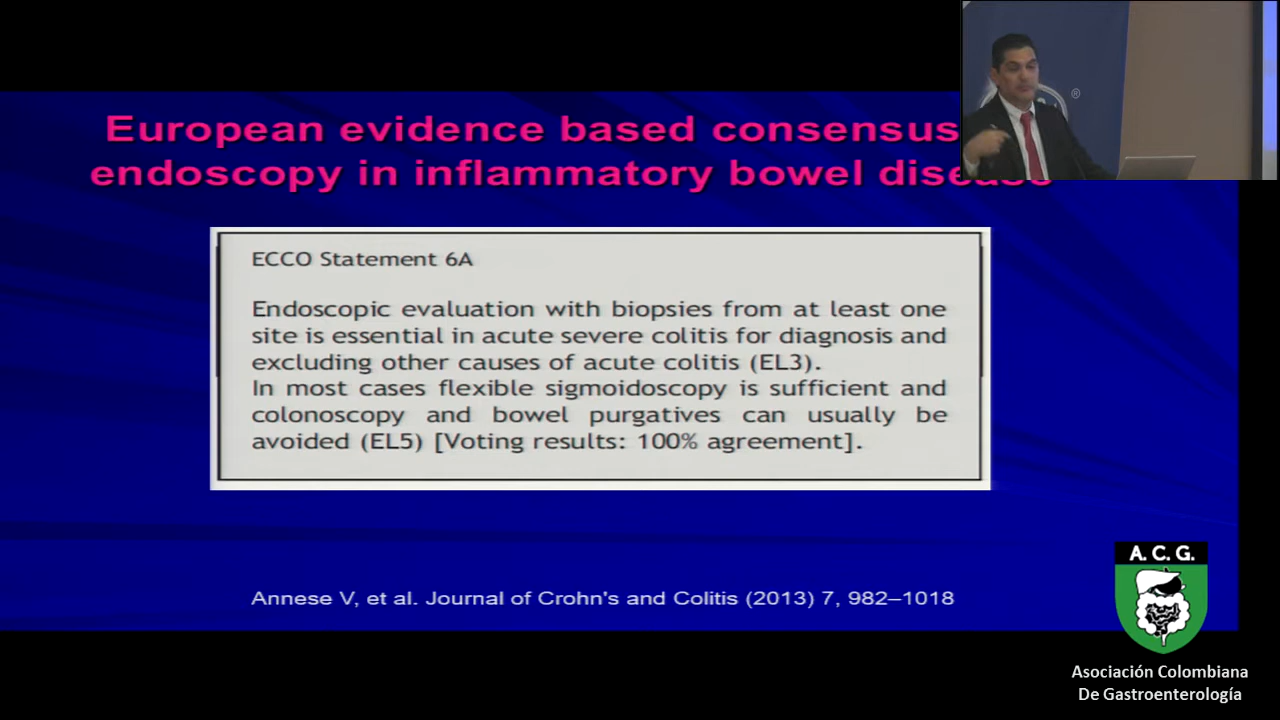 European evidence based consensus
endoscopy in inflammatory bowel disease
ECCO Statement 6A
Endoscopic evaluation with biopsies from at least one
site is essential in acute severe colitis for diagnosis and
excluding other causes of acute colitis (EL3).
In most cases flexible sigmoidoscopy is sufficient and
colonoscopy and bowel purgatives can usually be
avoided (EL5) [Voting results: 100% agreement].
Annese V, et al. Journal of Crohn's and Colitis (2013) 7, 982–1018
®
A. C. G.
Asociación Colombiana
De Gastroenterología